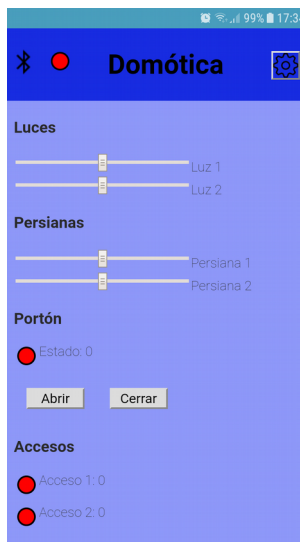 99% 17:34
Domótica
Luces
Luz 1
Luz 2
Persianas
Persiana 1
Persiana 2
Portón
Estado: 0
Abrir Cerrar
Accesos
Acceso 1: 0
Acceso 2: 0